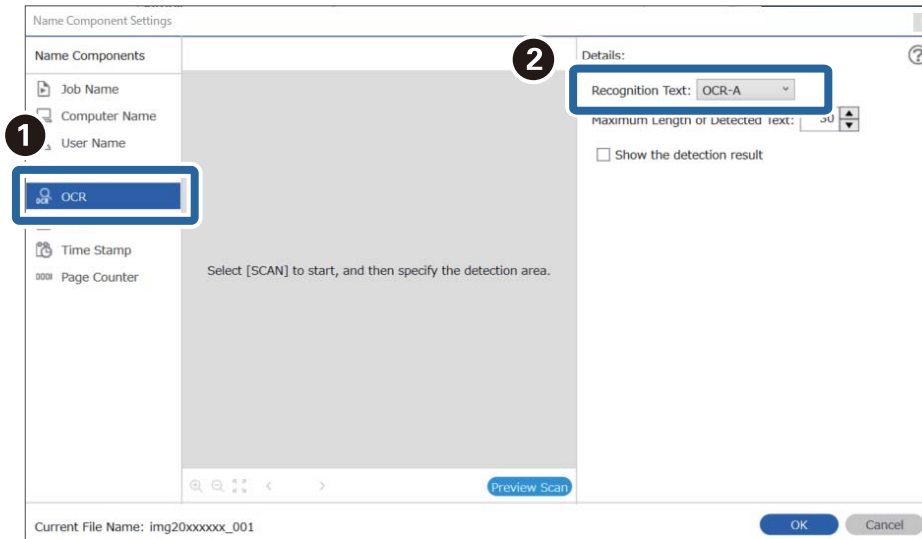 Name Component Settings
Name Components
Job Name
Computer Name
User Name
OCR
Time Stamp
Page Counter
1
2
Select [SCAN] to start, and then specify the detection area.
Preview Scan
Details:
Recognition Text: OCR-A
Maximum Length of Detected Text: 30
Show the detection result
Current File Name: img20xxxxxx_001
OK
Cancel